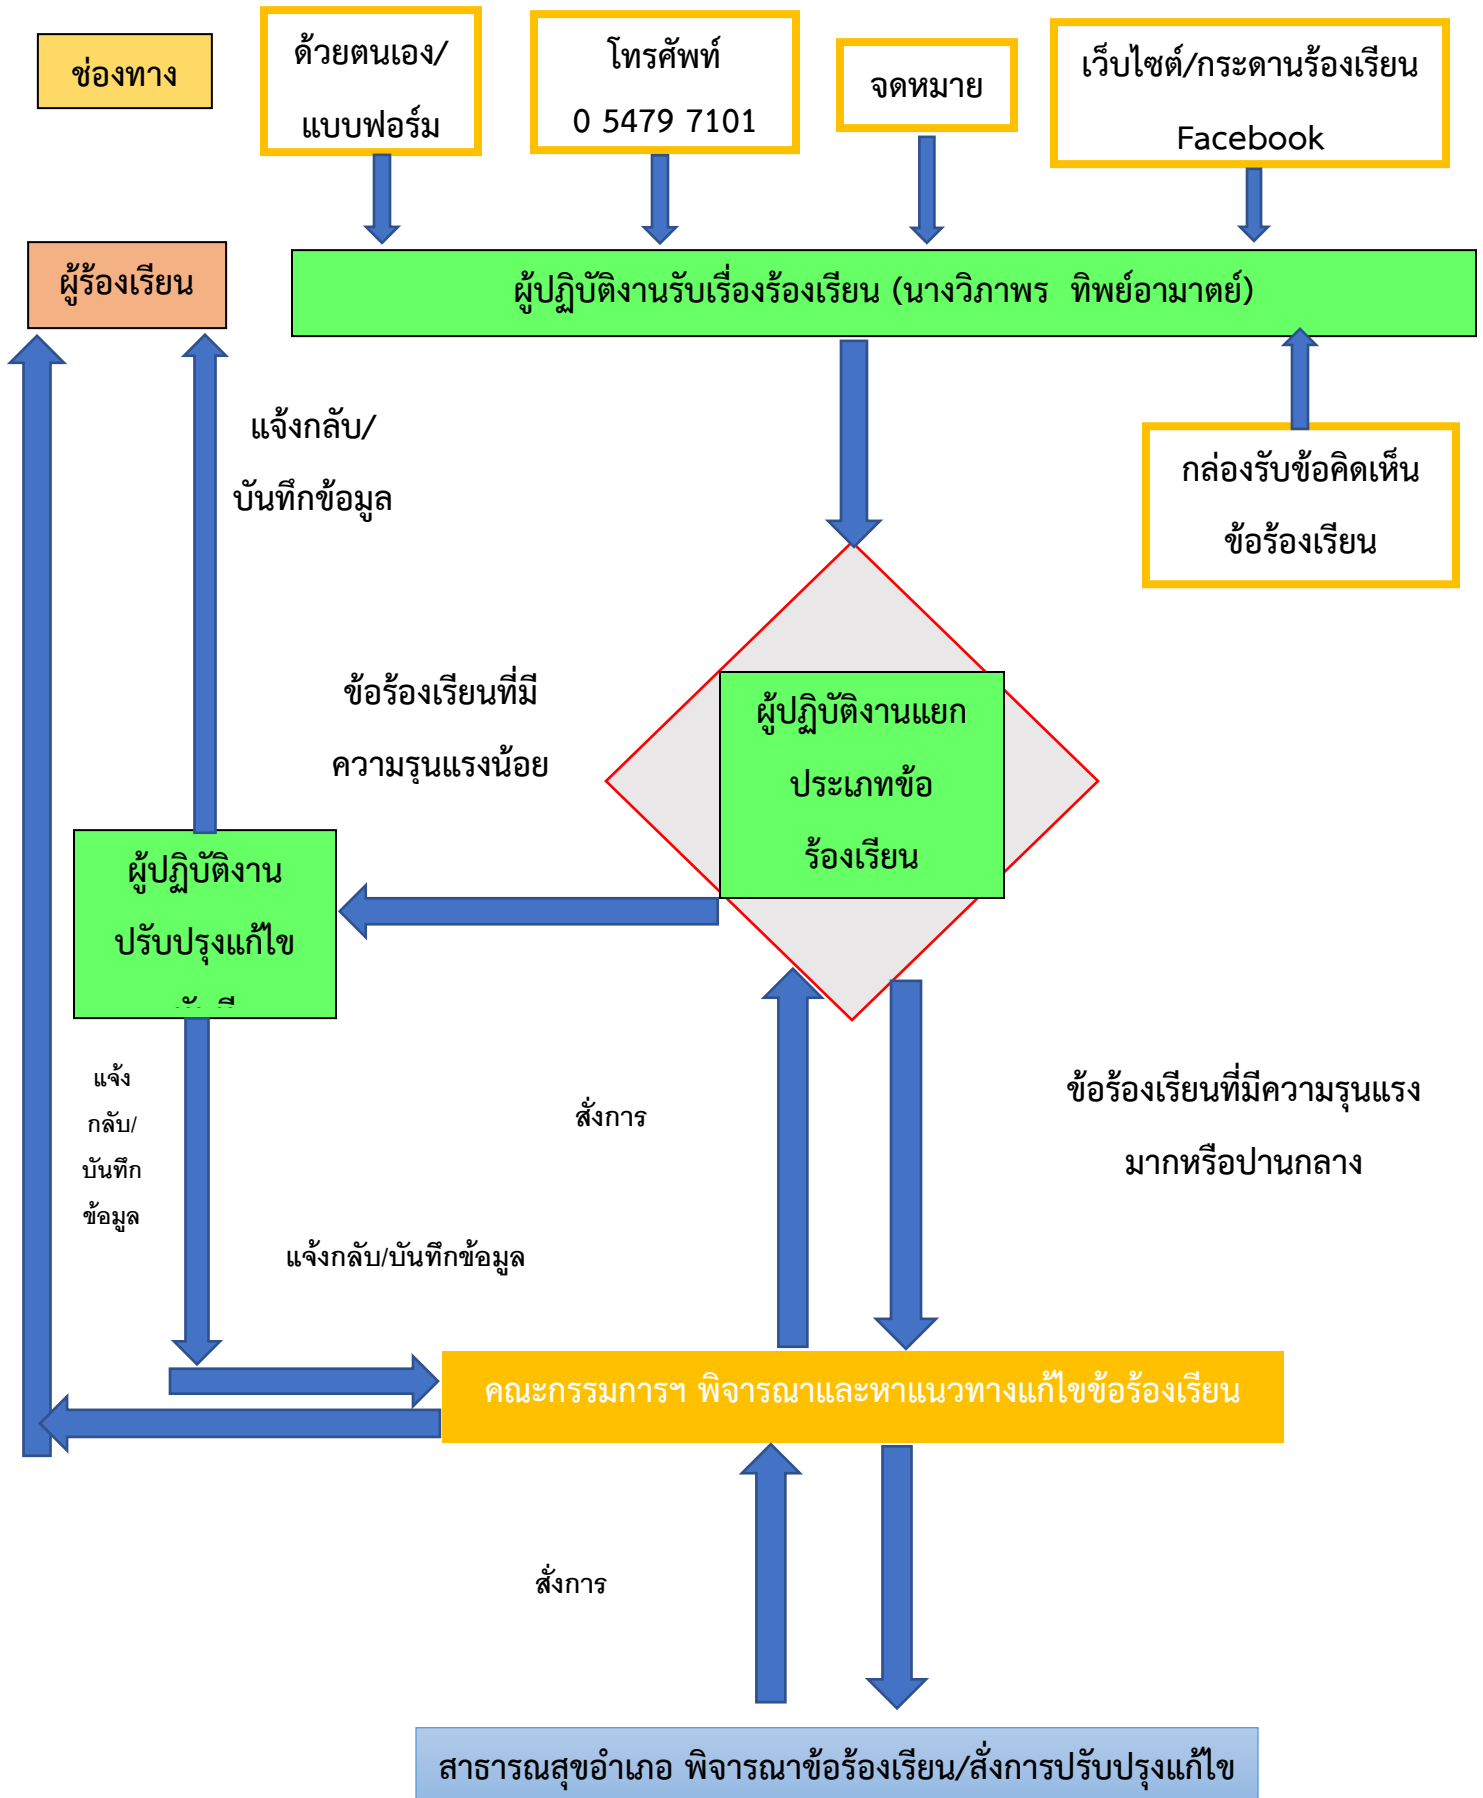 ช่องทาง
ด้วยตนเอง/
แบบฟอร์ม
โทรศัพท์
0 5479 7101
จดหมาย
เว็บไซต์/กระดานร้องเรียน
Facebook
ผู้ร้องเรียน
ผู้ปฏิบัติงานรับเรื่องร้องเรียน (นางวิภาพร ทิพย์อามาตย์)
แจ้งกลับ/
บันทึกข้อมูล
กล่องรับข้อคิดเห็น
ข้อร้องเรียน
ข้อร้องเรียนที่มี
ความรุนแรงน้อย
ผู้ปฏิบัติงานแยก
ประเภทข้อ
ร้องเรียน
ผู้ปฏิบัติงาน
ปรับปรุงแก้ไข
แจ้ง
กลับ/
บันทึก
ข้อมูล
สั่งการ
ข้อร้องเรียนที่มีความรุนแรง
มากหรือปานกลาง
แจ้งกลับ/บันทึกข้อมูล
คณะกรรมการฯ พิจารณาและหาแนวทางแก้ไขข้อร้องเรียน
สั่งการ
สาธารณสุขอำเภอ พิจารณาข้อร้องเรียน/สั่งการปรับปรุงแก้ไข